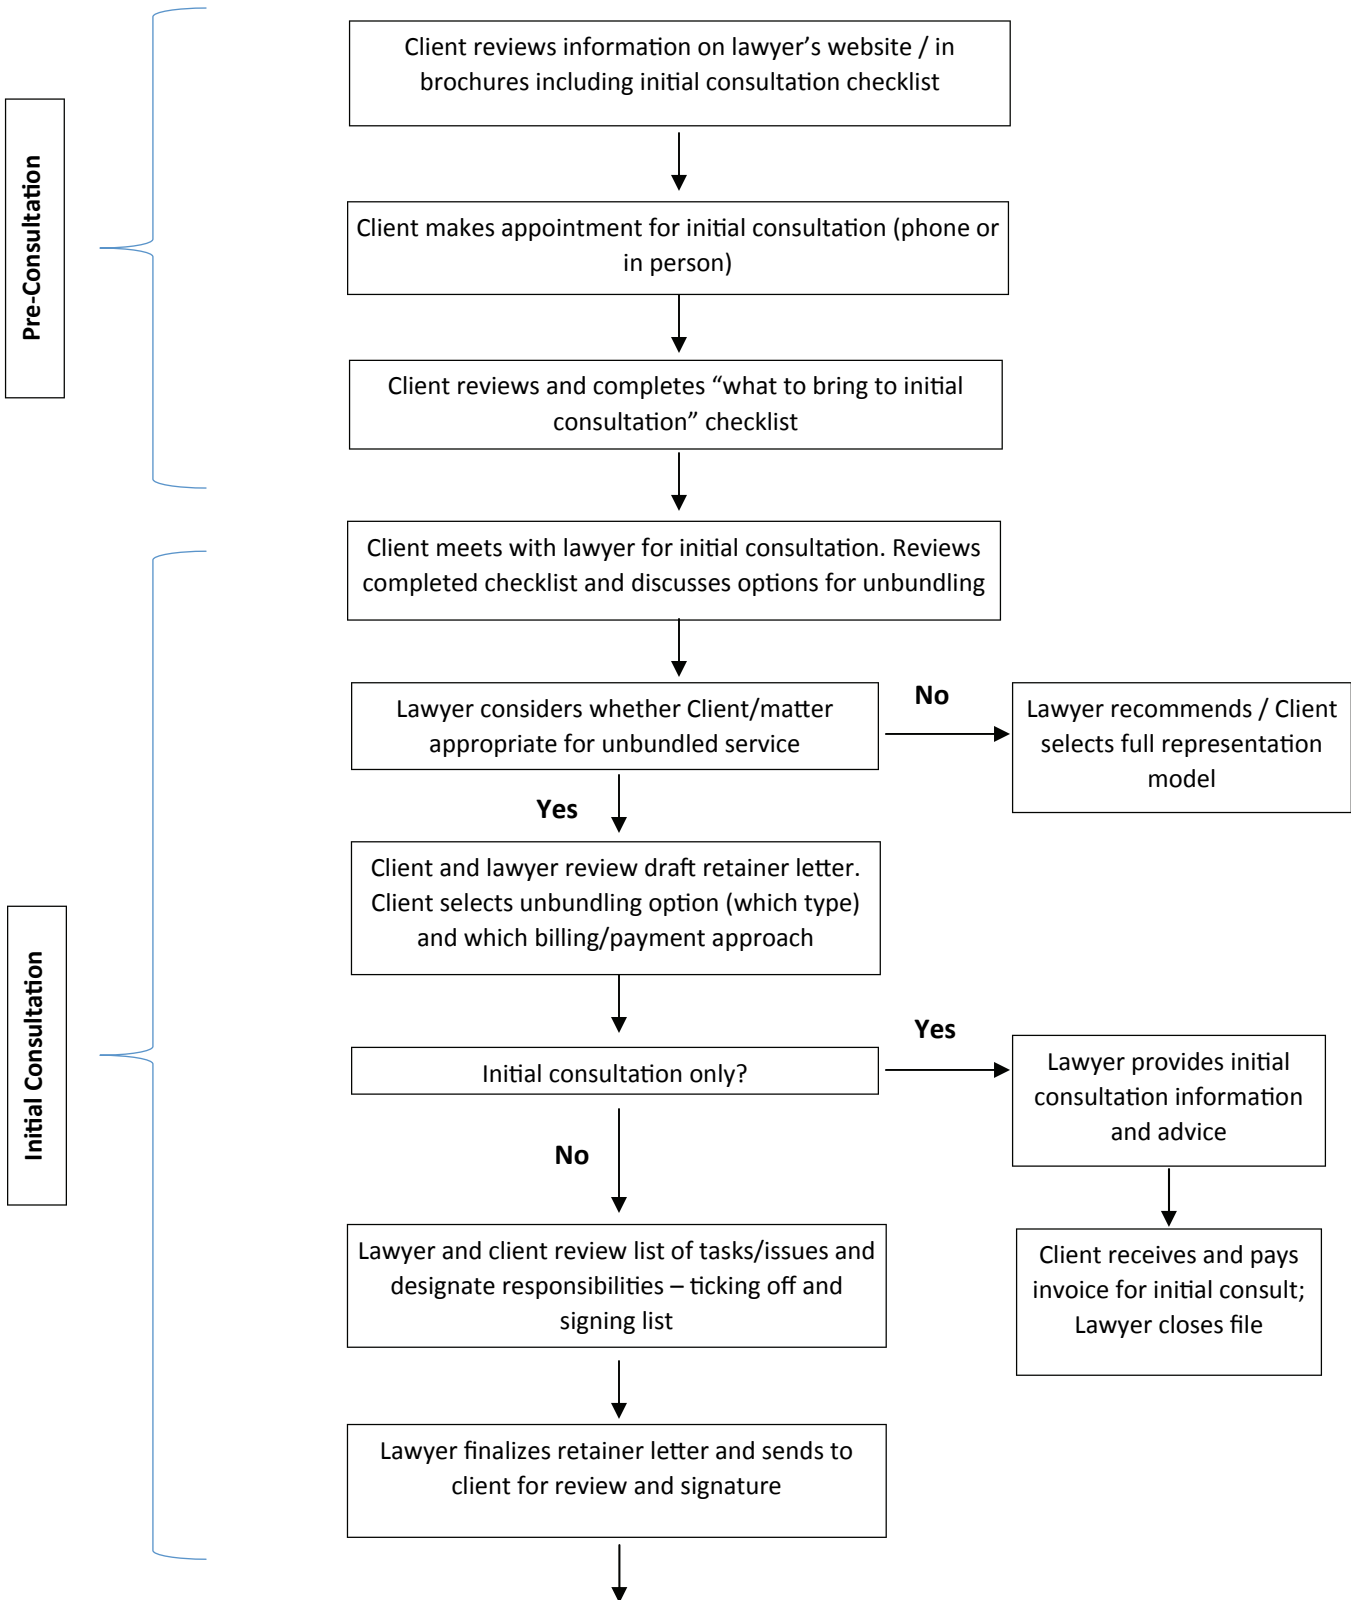 Pre-Consultation
Client reviews information on lawyer’s website / in
brochures including initial consultation checklist
Client makes appointment for initial consultation (phone or
in person)
Client reviews and completes “what to bring to initial
consultation” checklist
Initial Consultation
Client meets with lawyer for initial consultation. Reviews
completed checklist and discusses options for unbundling
Lawyer considers whether Client/matter
appropriate for unbundled service
No
Lawyer recommends / Client
selects full representation
model
Yes
Client and lawyer review draft retainer letter.
Client selects unbundling option (which type)
and which billing/payment approach
Initial consultation only?
Yes
Lawyer provides initial
consultation information
and advice
Client receives and pays
invoice for initial consult;
Lawyer closes file
No
Lawyer and client review list of tasks/issues and
designate responsibilities – ticking off and
signing list
Lawyer finalizes retainer letter and sends to
client for review and signature